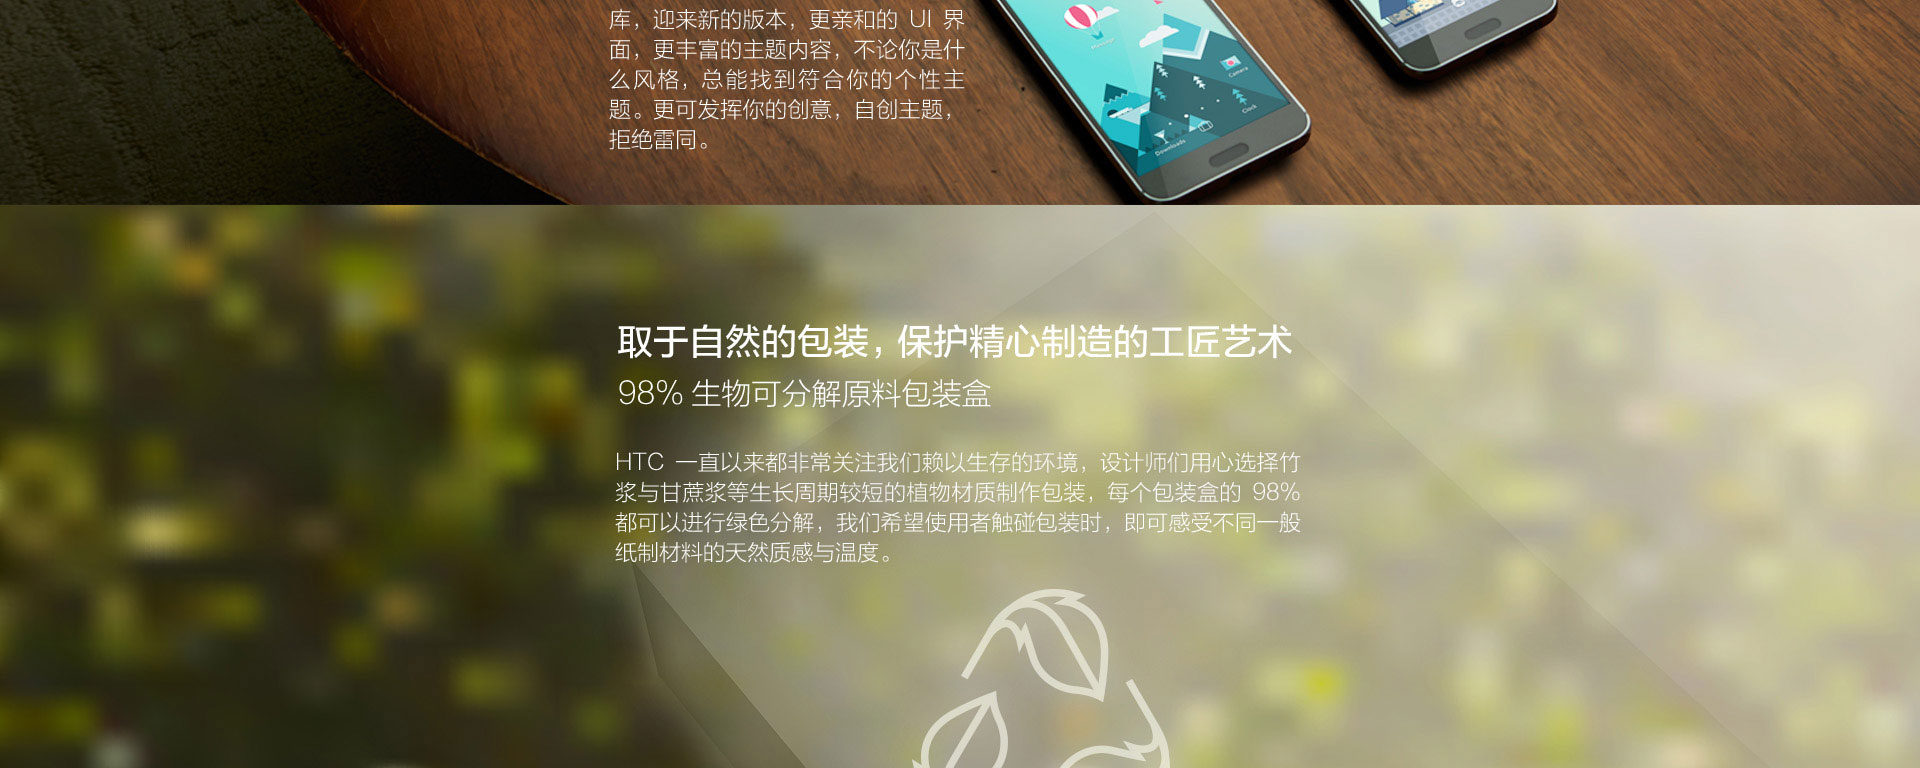 库，迎来新的版本，更亲和的 UI 界
面，更丰富的主题内容，不论你是什
么风格，总能找到符合你的个性主
题。更可发挥你的创意，自创主题，
拒绝雷同。
Camera
Clock
Downloads
取于自然的包装，保护精心制造的工匠艺术
98% 生物可分解原料包装盒
HTC 一直以来都非常关注我们赖以生存的环境，设计师们用心选择竹
浆与甘蔗浆等生长周期较短的植物材质制作包装，每个包装盒的 98%
都可以进行绿色分解，我们希望使用者触碰包装时，即可感受不同一般
纸制材料的天然质感与温度。